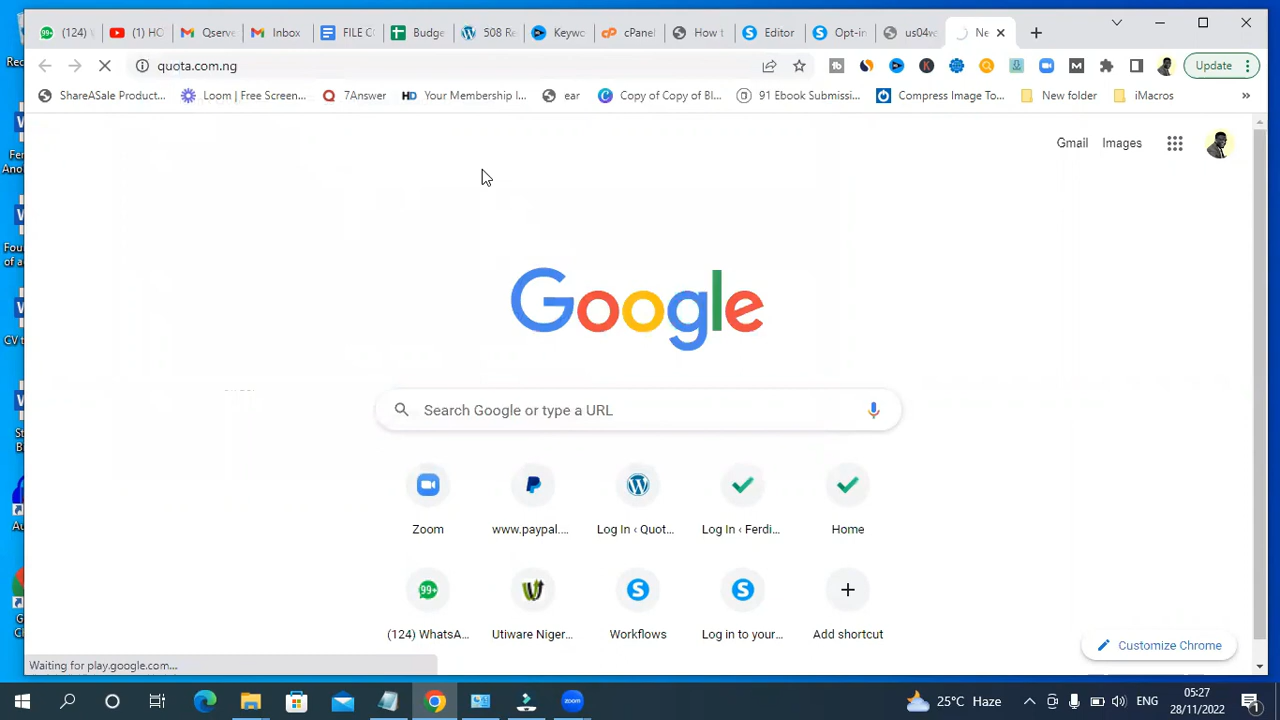 (124) W
(1) HO
Qserve
Inbox
FILE C
Budge
508 Re
Keywo
cPanel
How t
Editor
Opt-in
us04we
Ne
quota.com.ng
Update
ShareASale Product...
Loom | Free Screen...
7Answer
Your Membership I...
ear
Copy of Copy of Bl...
91 Ebook Submissi...
Compress Image To...
New folder
iMacros
»
Gmail
Images
Google
Search Google or type a URL
Zoom
www.paypal....
Log In ‹ Quot...
Log In ‹ Ferdi...
Home
99+
(124) WhatsA...
Utiware Niger...
Workflows
Log in to your...
Add shortcut
Customize Chrome
Waiting for play.google.com...
zoom
25°C Haze
ENG
05:27
28/11/2022